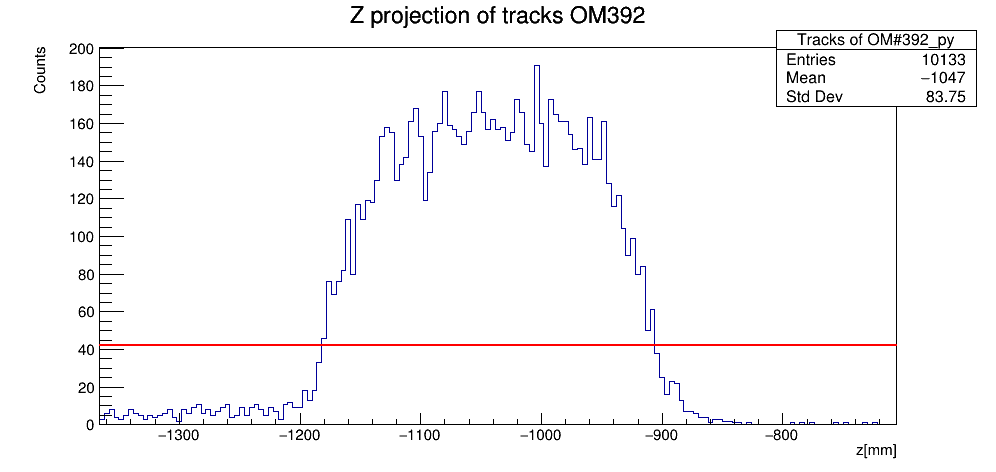 Z projection of tracks OM392
Tracks of OM#392_py
Entries 10133
Mean −1047
Std Dev 83.75
Counts
200
180
160
140
120
100
80
60
40
20
0
−1300 −1200 −1100 −1000 −900 −800
z[mm]